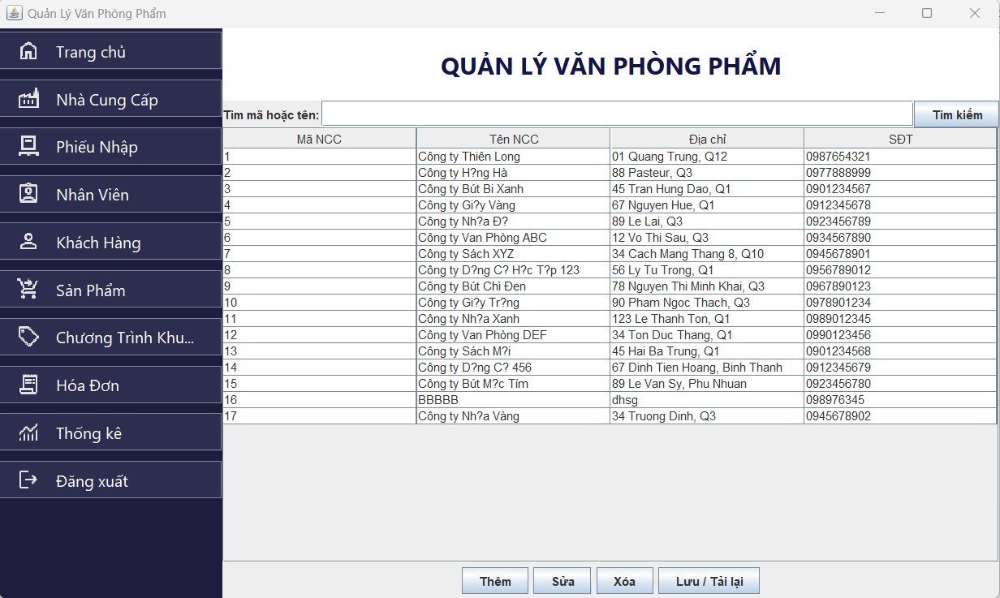 Quản Lý Văn Phòng Phẩm
Trang chủ
Nhà Cung Cấp
Phiếu Nhập
Nhân Viên
Khách Hàng
Sản Phẩm
Chương Trình Khu...
Hóa Đơn
Thống kê
Đăng xuất
QUẢN LÝ VĂN PHÒNG PHẨM
Tìm mã hoặc tên: Tìm kiếm
Mã NCC Tên NCC Địa chỉ SĐT
1 Công ty Thiên Long 01 Quang Trung, Q12 0987654321
2 Công ty H?ng Hà 88 Pasteur, Q3 0977888999
3 Công ty Bút Bi Xanh 45 Tran Hung Dao, Q1 0901234567
4 Công ty Gi?y Vàng 67 Nguyen Hue, Q1 0912345678
5 Công ty Nh?a Đ? 89 Le Lai, Q3 0923456789
6 Công ty Van Phòng ABC 12 Vo Thi Sau, Q3 0934567890
7 Công ty Sách XYZ 34 Cach Mang Thang 8, Q10 0945678901
8 Công ty D?ng C? H?c T?p 123 56 Ly Tu Trong, Q1 0956789012
9 Công ty Bút Chì Đen 78 Nguyen Thi Minh Khai, Q3 0967890123
10 Công ty Gi?y Tr?ng 90 Pham Ngoc Thach, Q3 0978901234
11 Công ty Nh?a Xanh 123 Le Thanh Ton, Q1 0989012345
12 Công ty Van Phòng DEF 34 Ton Duc Thang, Q1 0990123456
13 Công ty Sách M?i 45 Hai Ba Trung, Q1 0901234568
14 Công ty D?ng C? 456 67 Dinh Tien Hoang, Binh Thanh 0912345679
15 Công ty Bút M?c Tím 89 Le Van Sy, Phu Nhuan 0923456780
16 BBBBB dhsg 098976345
17 Công ty Nh?a Vàng 34 Truong Dinh, Q3 0945678902
Thêm Sửa Xóa Lưu / Tải lại